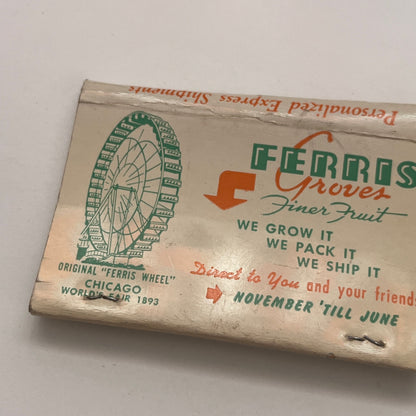 Personalized Express Shipments
FERRIS
Groves
Finer Fruit
WE GROW IT
WE PACK IT
WE SHIP IT
Direct to You and your friends
NOVEMBER 'TILL JUNE
ORIGINAL "FERRIS WHEEL"
CHICAGO
WORLD'S FAIR 1893